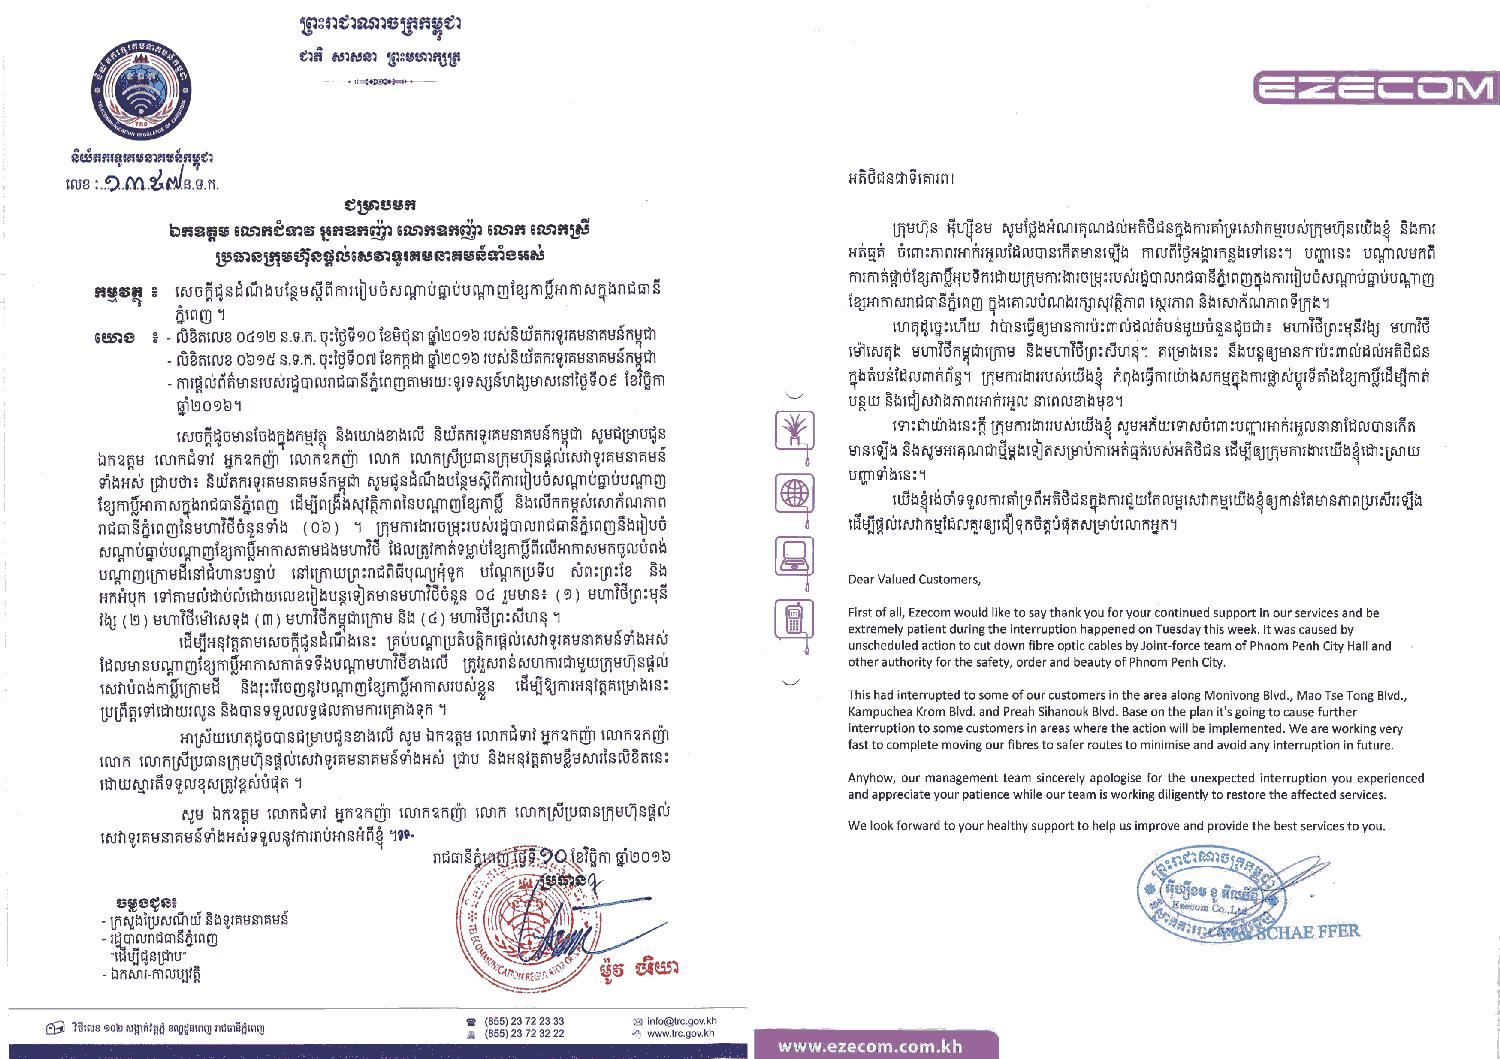 ព្រះរាជាណាចក្រកម្ពុជា
ជាតិ សាសនា ព្រះមហាក្សត្រ
និយ័តករទូរគមនាគមន៍កម្ពុជា
លេខ : ១៣៥៧ ន.ទ.ក.
ជម្រាបមក
ឯកឧត្តម លោកជំទាវ អ្នកឧកញ៉ា លោកឧកញ៉ា លោក លោកស្រី
ប្រធានក្រុមហ៊ុនផ្តល់សេវាទូរគមនាគមន៍ទាំងអស់
កម្មវត្ថុ ៖ សេចក្តីជូនដំណឹងបន្ថែមស្តីពីការរៀបចំសណ្តាប់ធ្នាប់បណ្តាញខ្សែកាប្លិ៍អាកាសក្នុងរាជធានី
ភ្នំពេញ ។
យោង ៖ - លិខិតលេខ ០៤១២ ន.ទ.ក. ចុះថ្ងៃទី១០ ខែមិថុនា ឆ្នាំ២០១៦ របស់និយ័តករទូរគមនាគមន៍កម្ពុជា
- លិខិតលេខ ០៦១៥ ន.ទ.ក. ចុះថ្ងៃទី០៧ ខែកក្កដា ឆ្នាំ២០១៦ របស់និយ័តករទូរគមនាគមន៍កម្ពុជា
- ការផ្តល់ព័ត៌មានរបស់រដ្ឋបាលរាជធានីភ្នំពេញតាមរយៈទូរទស្សន៍ហង្សមាសនៅថ្ងៃទី០៩ ខែវិច្ឆិកា
ឆ្នាំ២០១៦។
សេចក្តីដូចមានចែងក្នុងកម្មវត្ថុ និងយោងខាងលើ និយ័តករទូរគមនាគមន៍កម្ពុជា សូមជម្រាបជូន
ឯកឧត្តម លោកជំទាវ អ្នកឧកញ៉ា លោកឧកញ៉ា លោក លោកស្រីប្រធានក្រុមហ៊ុនផ្តល់សេវាទូរគមនាគមន៍
ទាំងអស់ ជ្រាបថា៖ និយ័តករទូរគមនាគមន៍កម្ពុជា សូមជូនដំណឹងបន្ថែមស្តីពីការរៀបចំសណ្តាប់ធ្នាប់បណ្តាញ
ខ្សែកាប្លិ៍អាកាសក្នុងរាជធានីភ្នំពេញ ដើម្បីពង្រឹងសុវត្ថិភាពនៃបណ្តាញខ្សែកាប្លិ៍ និងលើកកម្ពស់សោភ័ណភាព
រាជធានីភ្នំពេញនៃមហាវិថីចំនួនទាំង (០៦) ។ ក្រុមការងារចម្រុះរបស់រដ្ឋបាលរាជធានីភ្នំពេញនឹងរៀបចំ
សណ្តាប់ធ្នាប់បណ្តាញខ្សែកាប្លិ៍អាកាសតាមដងមហាវិថី ដែលត្រូវកាត់ទម្លាប់ខ្សែកាប្លិ៍ពីលើអាកាសមកចូលបំពង់
បណ្តាញក្រោមដីនៅជំហានបន្ទាប់ នៅក្រោយព្រះរាជពិធីបុណ្យអុំទូក បណ្តែតប្រទីប សំពះព្រះខែ និង
អកអំបុក ទៅតាមលំដាប់លំដោយលេខរៀងបន្តទៀតមានមហាវិថីចំនួន ០៤ រួមមាន៖ (១) មហាវិថីព្រះមុនី
វង្ស (២) មហាវិថីម៉ៅសេទុង (៣) មហាវិថីកម្ពុជាក្រោម និង (៤) មហាវិថីព្រះសីហនុ ។
ដើម្បីអនុវត្តតាមសេចក្តីជូនដំណឹងនេះ គ្រប់បណ្តាប្រតិបត្តិករផ្តល់សេវាទូរគមនាគមន៍ទាំងអស់
ដែលមានបណ្តាញខ្សែកាប្លិ៍អាកាសកាត់ទទឹងបណ្តាមហាវិថីខាងលើ ត្រូវរួសរាន់សហការជាមួយក្រុមហ៊ុនផ្តល់
សេវាបំពង់កាប្លិ៍ក្រោមដី និងរុះរើចេញនូវបណ្តាញខ្សែកាប្លិ៍អាកាសរបស់ខ្លួន ដើម្បីឱ្យការអនុវត្តគម្រោងនេះ
ប្រព្រឹត្តទៅដោយរលូន និងបានទទួលលទ្ធផលតាមការគ្រោងទុក ។
អាស្រ័យហេតុដូចបានជម្រាបជូនខាងលើ សូម ឯកឧត្តម លោកជំទាវ អ្នកឧកញ៉ា លោកឧកញ៉ា
លោក លោកស្រីប្រធានក្រុមហ៊ុនផ្តល់សេវាទូរគមនាគមន៍ទាំងអស់ ជ្រាប និងអនុវត្តតាមខ្លឹមសារនៃលិខិតនេះ
ដោយស្មារតីទទួលខុសត្រូវខ្ពស់បំផុត ។
សូម ឯកឧត្តម លោកជំទាវ អ្នកឧកញ៉ា លោកឧកញ៉ា លោក លោកស្រីប្រធានក្រុមហ៊ុនផ្តល់
សេវាទូរគមនាគមន៍ទាំងអស់ទទួលនូវការរាប់អានអំពីខ្ញុំ ។
រាជធានីភ្នំពេញ ថ្ងៃទី ១០ ខែវិច្ឆិកា ឆ្នាំ២០១៦
ប្រធាន
ម៉ូវ ចរិយា
ចម្លងជូន៖
- ក្រសួងប្រៃសណីយ៍ និងទូរគមនាគមន៍
- រដ្ឋបាលរាជធានីភ្នំពេញ
"ដើម្បីជូនជ្រាប"
- ឯកសារ-កាលប្បវត្តិ
វិថីលេខ ១០២ សង្កាត់វត្តភ្នំ ខណ្ឌដូនពេញ រាជធានីភ្នំពេញ
(855) 23 72 23 33
(855) 23 72 32 22
info@trc.gov.kh
www.trc.gov.kh
EZECOM
អតិថិជនជាទីគោរព។
ក្រុមហ៊ុន អ៊ីហ្ស៊ីខម សូមថ្លែងអំណរគុណដល់អតិថិជនក្នុងការគាំទ្រសេវាកម្មរបស់ក្រុមហ៊ុនយើងខ្ញុំ និងការ
អត់ធ្មត់ ចំពោះភាពរអាក់រអួលដែលបានកើតមានឡើង កាលពីថ្ងៃអង្គារកន្លងទៅនេះ។ បញ្ហានេះ បណ្តាលមកពី
ការកាត់ផ្តាច់ខ្សែកាប្លិ៍អុបទិកដោយក្រុមការងារចម្រុះរបស់រដ្ឋបាលរាជធានីភ្នំពេញក្នុងការរៀបចំសណ្តាប់ធ្នាប់បណ្តាញ
ខ្សែអាកាសរាជធានីភ្នំពេញ ក្នុងគោលបំណងរក្សាសុវត្ថិភាព ស្ថេរភាព និងសោភ័ណភាពទីក្រុង។
ហេតុដូច្នេះហើយ វាបានធ្វើឲ្យមានការប៉ះពាល់ដល់តំបន់មួយចំនួនដូចជា៖ មហាវិថីព្រះមុនីវង្ស មហាវិថី
ម៉ៅសេតុង មហាវិថីកម្ពុជាក្រោម និងមហាវិថីព្រះសីហនុ។ គម្រោងនេះ នឹងបន្តឲ្យមានការប៉ះពាល់ដល់អតិថិជន
ក្នុងតំបន់ដែលពាក់ព័ន្ធ។ ក្រុមការងាររបស់យើងខ្ញុំ កំពុងធ្វើការយ៉ាងសកម្មក្នុងការផ្លាស់ប្តូរទីតាំងខ្សែកាប្លិ៍ដើម្បីកាត់
បន្ថយ និងជៀសវាងភាពរអាក់រអួល នាពេលខាងមុខ។
ទោះជាយ៉ាងនេះក្តី ក្រុមការងាររបស់យើងខ្ញុំ សូមអភ័យទោសចំពោះបញ្ហារអាក់រអួលនានាដែលបានកើត
មានឡើង និងសូមអរគុណជាថ្មីម្តងទៀតសម្រាប់ការអត់ធ្មត់របស់អតិថិជន ដើម្បីឲ្យក្រុមការងារយើងខ្ញុំដោះស្រាយ
បញ្ហាទាំងនេះ។
យើងខ្ញុំរង់ចាំទទួលការគាំទ្រពីអតិថិជនក្នុងការជួយកែលម្អសេវាកម្មយើងខ្ញុំឲ្យកាន់តែមានភាពប្រសើរឡើង
ដើម្បីផ្តល់សេវាកម្មដែលគួរឲ្យជឿទុកចិត្តបំផុតសម្រាប់លោកអ្នក។
Dear Valued Customers,
First of all, Ezecom would like to say thank you for your continued support in our services and be
extremely patient during the interruption happened on Tuesday this week. It was caused by
unscheduled action to cut down fibre optic cables by Joint-force team of Phnom Penh City Hall and
other authority for the safety, order and beauty of Phnom Penh City.
This had interrupted to some of our customers in the area along Monivong Blvd., Mao Tse Tong Blvd.,
Kampuchea Krom Blvd. and Preah Sihanouk Blvd. Base on the plan it's going to cause further
interruption to some customers in areas where the action will be implemented. We are working very
fast to complete moving our fibres to safer routes to minimise and avoid any interruption in future.
Anyhow, our management team sincerely apologise for the unexpected interruption you experienced
and appreciate your patience while our team is working diligently to restore the affected services.
We look forward to your healthy support to help us improve and provide the best services to you.
Ezecom Co.,Ltd
SCHAEFFER
www.ezecom.com.kh